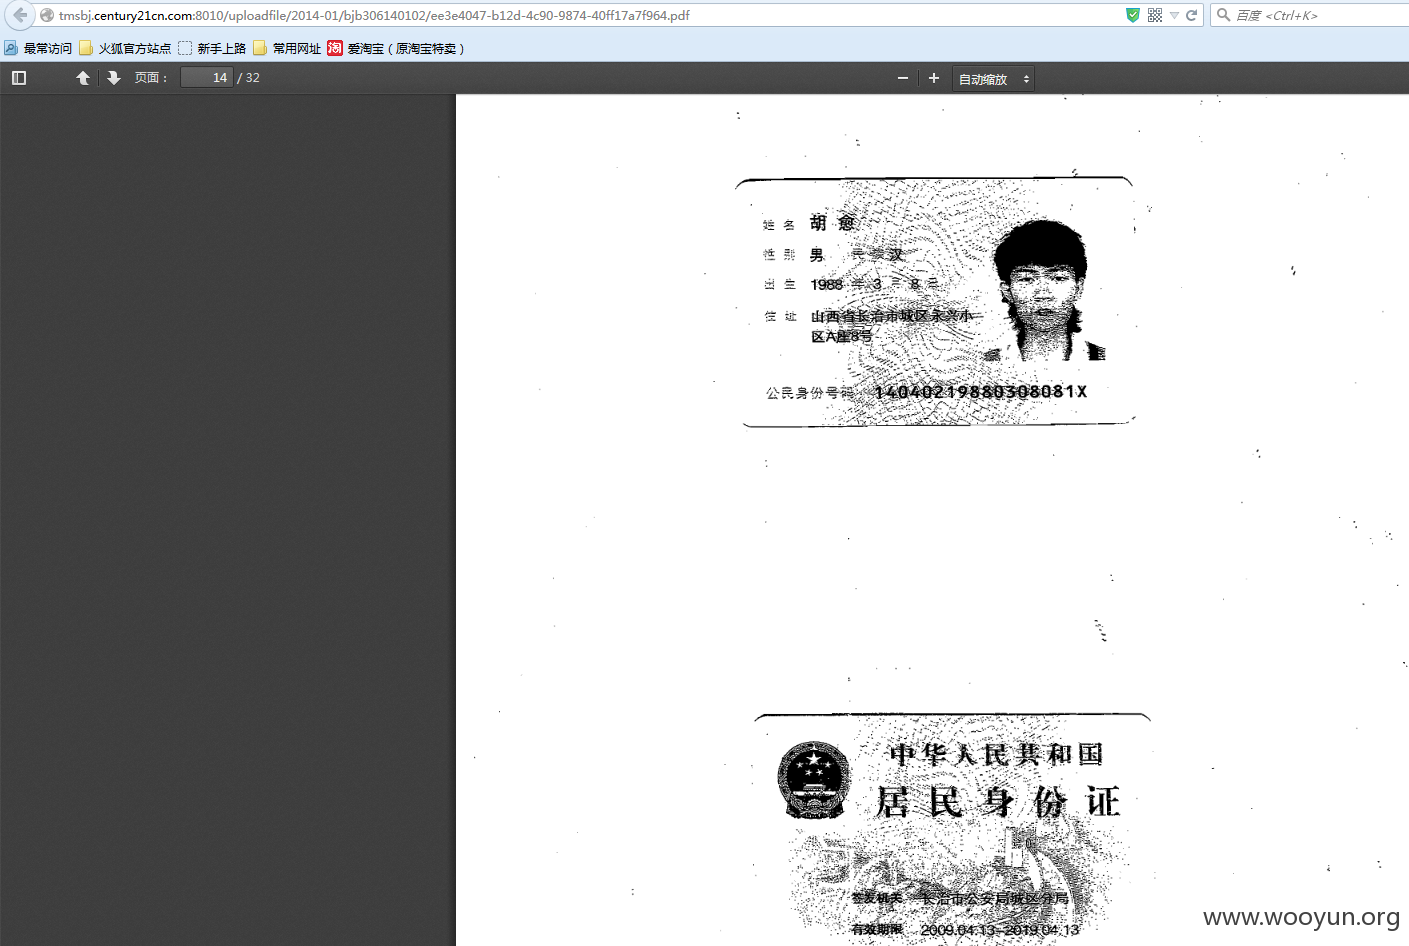 tmsbj.century21cn.com:8010/uploadfile/2014-01/bjb306140102/ee3e4047-b12d-4c90-9874-40ff17a7f964.pdf
百度 <Ctrl+K>
最常访问 火狐官方站点 新手上路 常用网址 淘 爱淘宝（原淘宝特卖）
页面： 14 / 32 自动缩放
姓名 胡愈
性别 男 民族 汉
出生 1988 年 3 月 8 日
住址 山西省长治市城区永兴小
区A座8号
公民身份号码 14040219880308081X
中华人民共和国
居民身份证
签发机关 长治市公安局城区分局
有效期限 2009.04.13-2019.04.13
www.wooyun.org